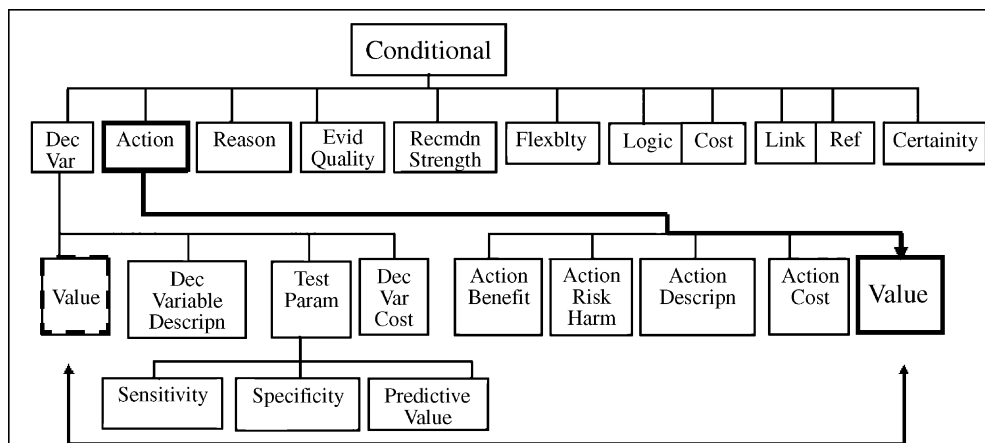 Conditional
Dec
Var
Action
Reason
Evid
Quality
Recmdn
Strength
Flexblty
Logic
Cost
Link
Ref
Certainity
Value
Dec
Variable
Descripn
Test
Param
Dec
Var
Cost
Action
Benefit
Action
Risk
Harm
Action
Descripn
Action
Cost
Value
Sensitivity
Specificity
Predictive
Value